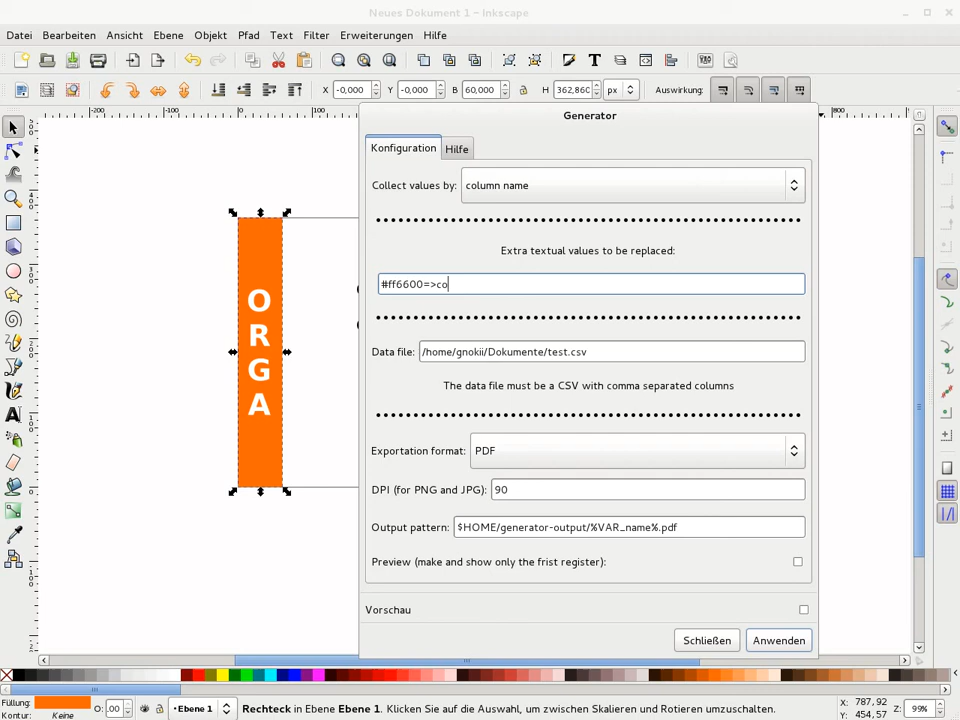 Neues Dokument 1 - Inkscape
Datei Bearbeiten Ansicht Ebene Objekt Pfad Text Filter Erweiterungen Hilfe
X -0,000 Y -0,000 B 60,000 H 362,860 px Auswirkung:
-200 -100 0 100 800
Generator
Konfiguration Hilfe
Collect values by: column name
Extra textual values to be replaced:
#ff6600=>co
Data file: /home/gnokii/Dokumente/test.csv
The data file must be a CSV with comma separated columns
Exportation format: PDF
DPI (for PNG and JPG): 90
Output pattern: $HOME/generator-output/%VAR_name%.pdf
Preview (make and show only the frist register):
Vorschau
Schließen Anwenden
O
R
G
A
Füllung:
Kontur: Keine
O: ,00
Ebene 1
Rechteck in Ebene Ebene 1. Klicken Sie auf die Auswahl, um zwischen Skalieren und Rotieren umzuschalten.
X: 787,92
Y: 454,57
Z: 99%